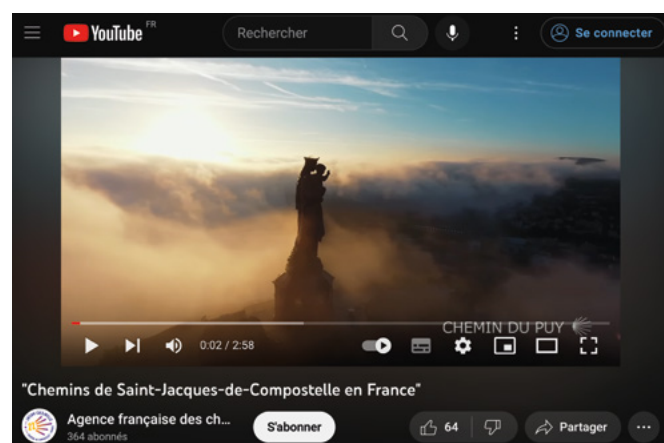 YouTube FR
Rechercher
Se connecter
CHEMIN DU PUY
0:02 / 2:58
"Chemins de Saint-Jacques-de-Compostelle en France"
Agence française des ch...
364 abonnés
S'abonner
64
Partager